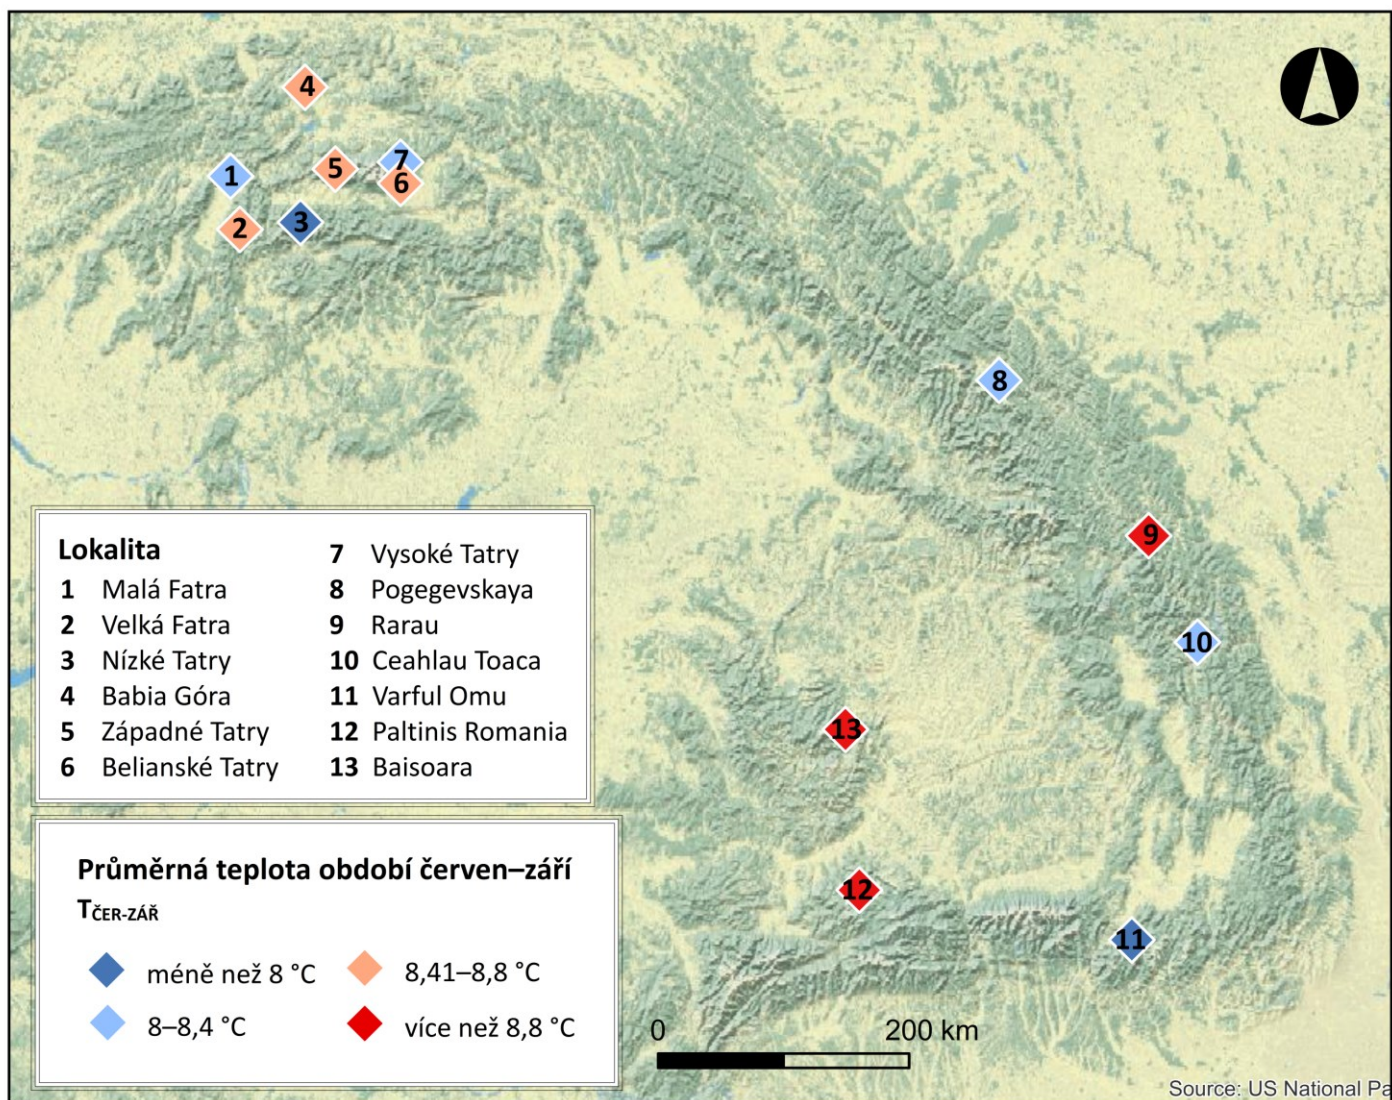 4
1
5
7
6
2
3
8
9
10
13
12
11
Lokalita
1 Malá Fatra
2 Velká Fatra
3 Nízké Tatry
4 Babia Góra
5 Západné Tatry
6 Belianské Tatry
7 Vysoké Tatry
8 Pogegevskaya
9 Rarau
10 Ceahlau Toaca
11 Varful Omu
12 Paltinis Romania
13 Baisoara
Průměrná teplota období červen–září
TČER-ZÁŘ
méně než 8 °C
8–8,4 °C
8,41–8,8 °C
více než 8,8 °C
0 200 km
Source: US National Pa